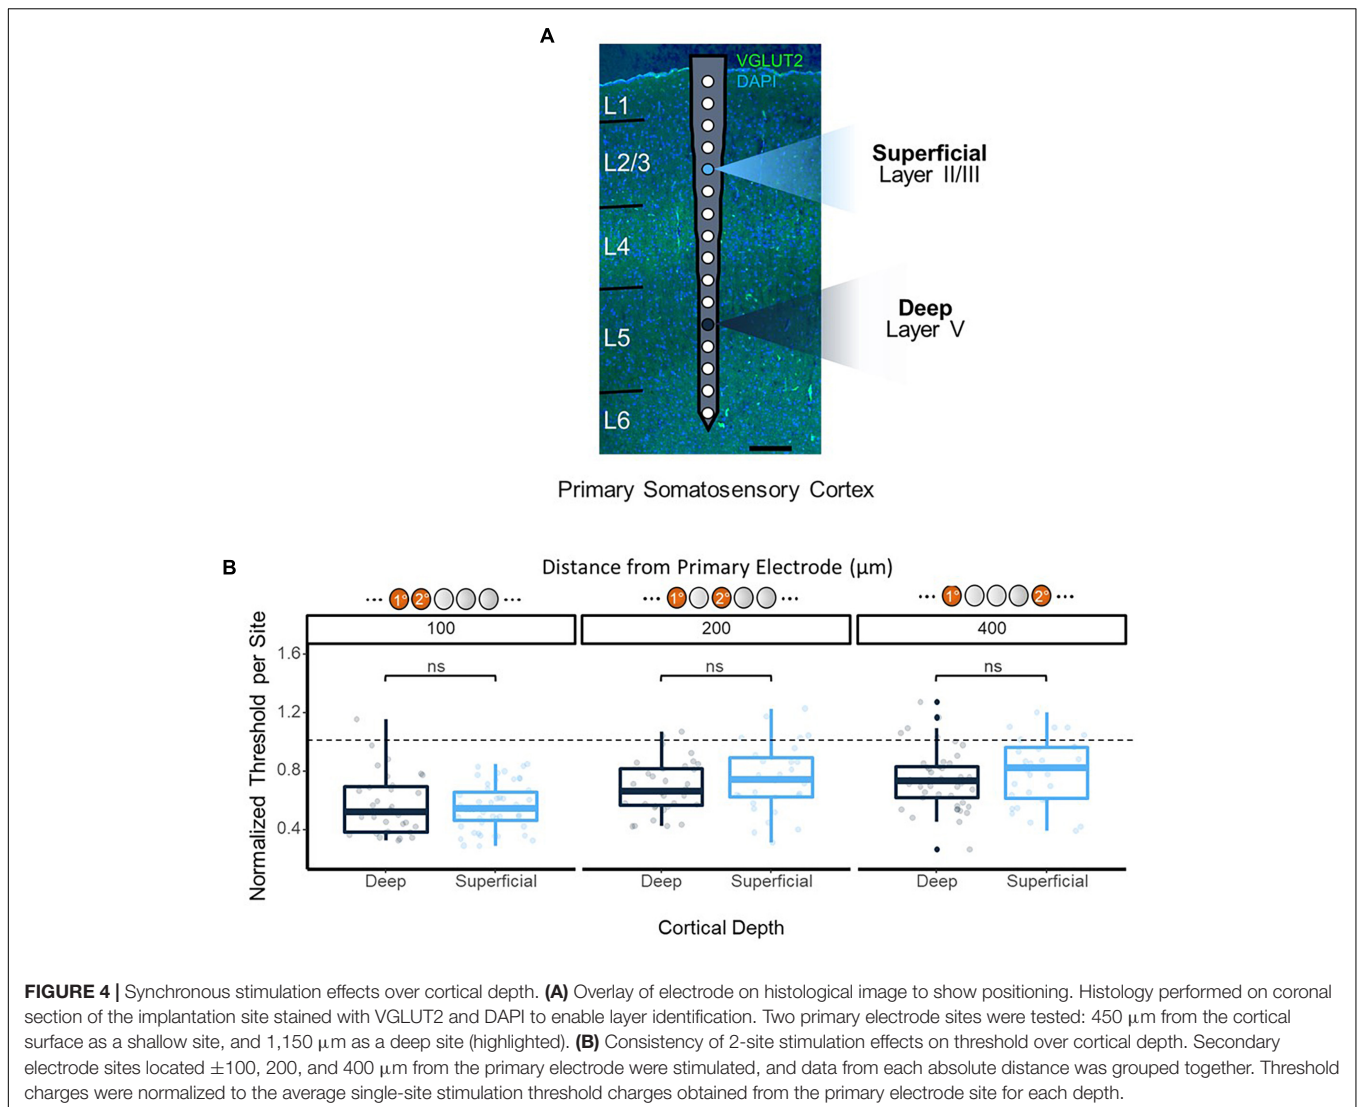 A
VGLUT2
DAPI
L1
L2/3
L4
L5
L6
Superficial
Layer II/III
Deep
Layer V
Primary Somatosensory Cortex
B
Distance from Primary Electrode (µm)
... 1° 2° ...
... 1° 2° ...
... 1° 2° ...
100 200 400
Normalized Threshold per Site
1.6
1.2
0.8
0.4
ns ns ns
Deep Superficial Deep Superficial Deep Superficial
Cortical Depth
FIGURE 4 | Synchronous stimulation effects over cortical depth. (A) Overlay of electrode on histological image to show positioning. Histology performed on coronal
section of the implantation site stained with VGLUT2 and DAPI to enable layer identification. Two primary electrode sites were tested: 450 µm from the cortical
surface as a shallow site, and 1,150 µm as a deep site (highlighted). (B) Consistency of 2-site stimulation effects on threshold over cortical depth. Secondary
electrode sites located ±100, 200, and 400 µm from the primary electrode were stimulated, and data from each absolute distance was grouped together. Threshold
charges were normalized to the average single-site stimulation threshold charges obtained from the primary electrode site for each depth.